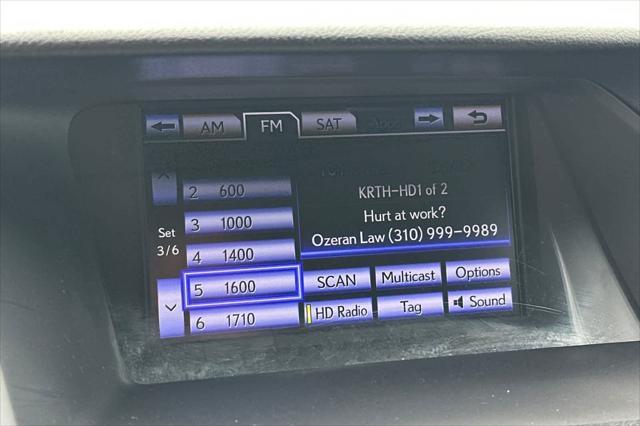 AM FM SAT
2 600
3 1000
4 1400
5 1600
6 1710
Set
3/6
KRTH-HD1 of 2
Hurt at work?
Ozeran Law (310) 999-9989
SCAN Multicast Options
HD Radio Tag Sound